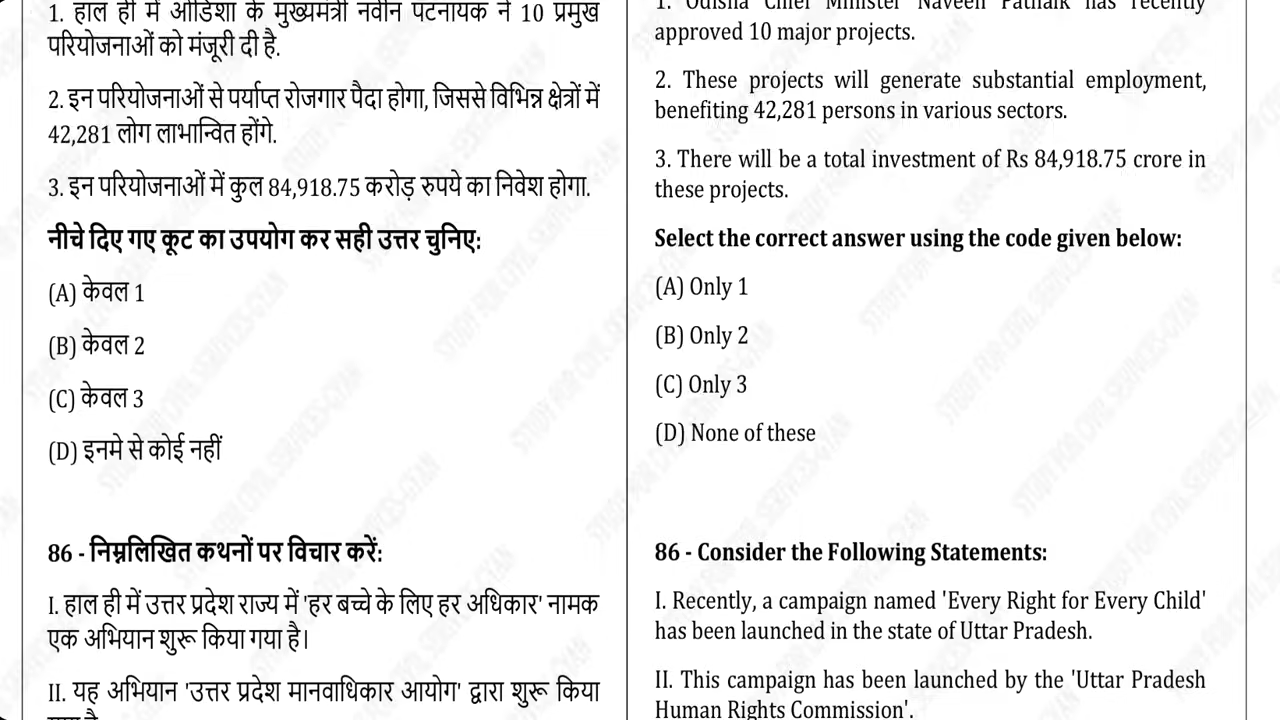 1. हाल ही में ओडिशा के मुख्यमंत्री नवीन पटनायक ने 10 प्रमुख
परियोजनाओं को मंजूरी दी है.
2. इन परियोजनाओं से पर्याप्त रोजगार पैदा होगा, जिससे विभिन्न क्षेत्रों में
42,281 लोग लाभान्वित होंगे.
3. इन परियोजनाओं में कुल 84,918.75 करोड़ रुपये का निवेश होगा.
नीचे दिए गए कूट का उपयोग कर सही उत्तर चुनिए:
(A) केवल 1
(B) केवल 2
(C) केवल 3
(D) इनमे से कोई नहीं
86 - निम्नलिखित कथनों पर विचार करें:
I. हाल ही में उत्तर प्रदेश राज्य में 'हर बच्चे के लिए हर अधिकार' नामक
एक अभियान शुरू किया गया है।
II. यह अभियान 'उत्तर प्रदेश मानवाधिकार आयोग' द्वारा शुरू किया
1. Odisha Chief Minister Naveen Patnaik has recently
approved 10 major projects.
2. These projects will generate substantial employment,
benefiting 42,281 persons in various sectors.
3. There will be a total investment of Rs 84,918.75 crore in
these projects.
Select the correct answer using the code given below:
(A) Only 1
(B) Only 2
(C) Only 3
(D) None of these
86 - Consider the Following Statements:
I. Recently, a campaign named 'Every Right for Every Child'
has been launched in the state of Uttar Pradesh.
II. This campaign has been launched by the 'Uttar Pradesh
Human Rights Commission'.